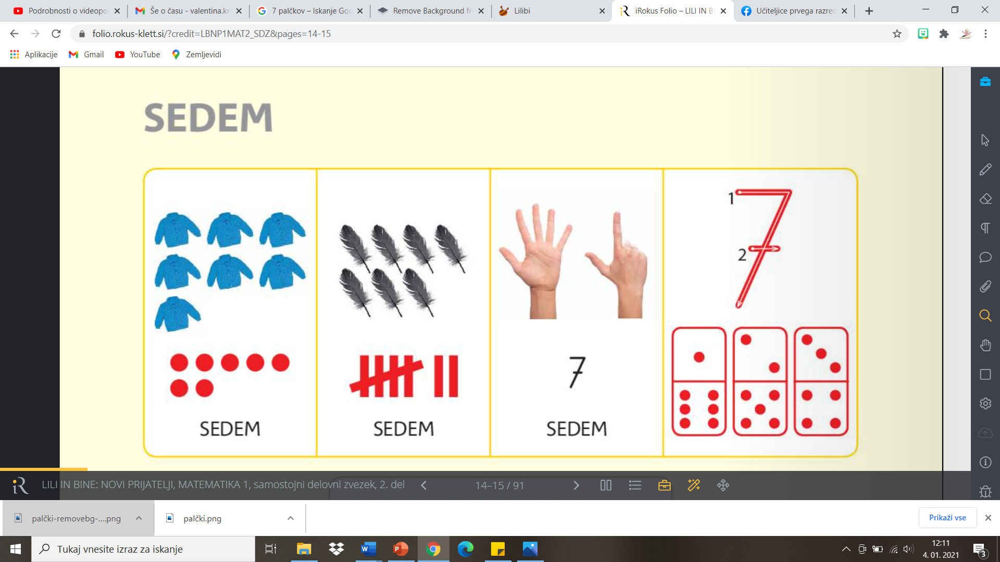 Podrobnosti o videopo
Še o času - valentina.kr
7 palčkov – Iskanje Goo
Remove Background fr
Lilibi
iRokus Folio – LILI IN B
Učiteljice prvega razred
folio.rokus-klett.si/?credit=LBNP1MAT2_SDZ&pages=14-15
Aplikacije
Gmail
YouTube
Zemljevidi
SEDEM
1
2
7
SEDEM
SEDEM
SEDEM
iR
LILI IN BINE: NOVI PRIJATELJI, MATEMATIKA 1, samostojni delovni zvezek, 2. del
14–15 / 91
palčki-removebg-....png
palčki.png
Prikaži vse
Tukaj vnesite izraz za iskanje
12:11
4. 01. 2021
3